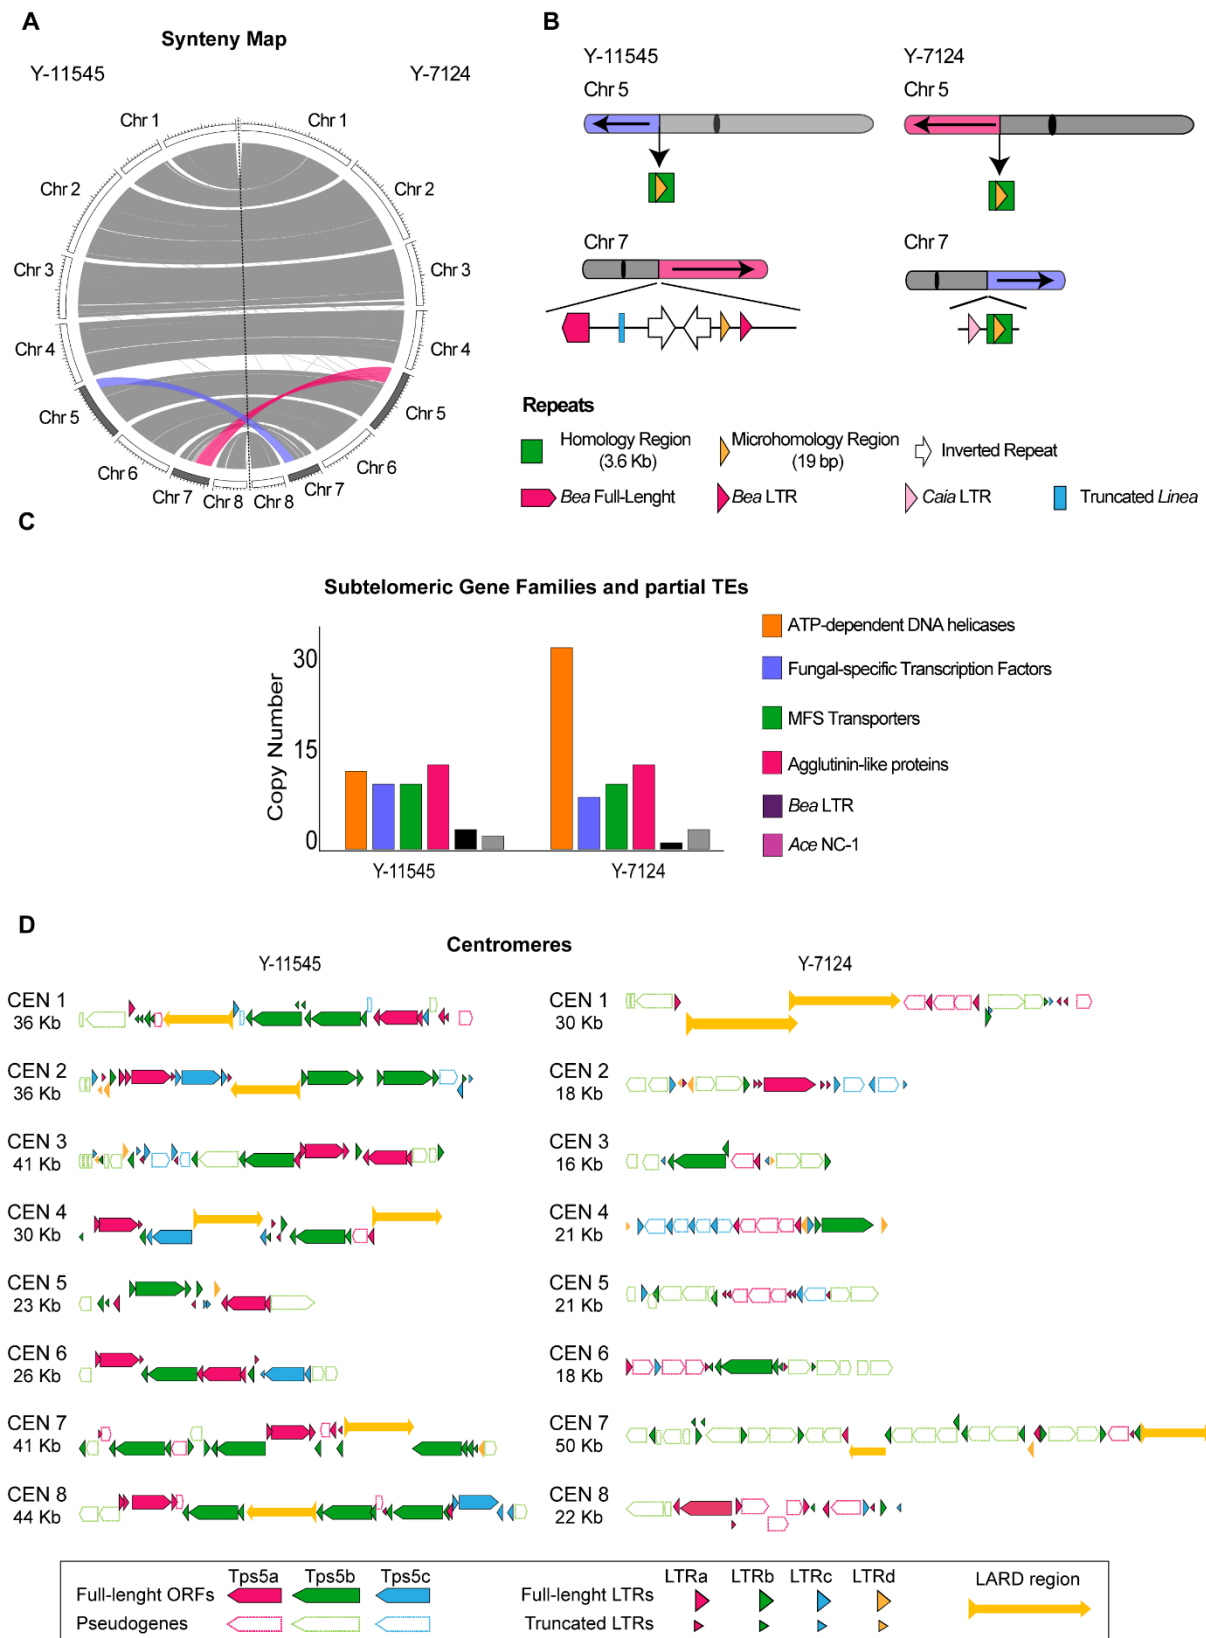 A
Synteny Map
Y-11545
Y-7124
Chr 1
Chr 1
Chr 2
Chr 2
Chr 3
Chr 3
Chr 4
Chr 4
Chr 5
Chr 5
Chr 6
Chr 6
Chr 7
Chr 8
Chr 8
Chr 7
B
Y-11545
Y-7124
Chr 5
Chr 5
Chr 7
Chr 7
Repeats
Homology Region
(3.6 Kb)
Microhomology Region
(19 bp)
Inverted Repeat
Bea Full-Lenght
Bea LTR
Caia LTR
Truncated Linea
C
Subtelomeric Gene Families and partial TEs
Copy Number
30
15
0
Y-11545
Y-7124
ATP-dependent DNA helicases
Fungal-specific Transcription Factors
MFS Transporters
Agglutinin-like proteins
Bea LTR
Ace NC-1
D
Centromeres
Y-11545
Y-7124
CEN 1
36 Kb
CEN 1
30 Kb
CEN 2
36 Kb
CEN 2
18 Kb
CEN 3
41 Kb
CEN 3
16 Kb
CEN 4
30 Kb
CEN 4
21 Kb
CEN 5
23 Kb
CEN 5
21 Kb
CEN 6
26 Kb
CEN 6
18 Kb
CEN 7
41 Kb
CEN 7
50 Kb
CEN 8
44 Kb
CEN 8
22 Kb
Tps5a Tps5b Tps5c
Full-lenght ORFs
Pseudogenes
LTRa LTRb LTRc LTRd
Full-lenght LTRs
Truncated LTRs
LARD region